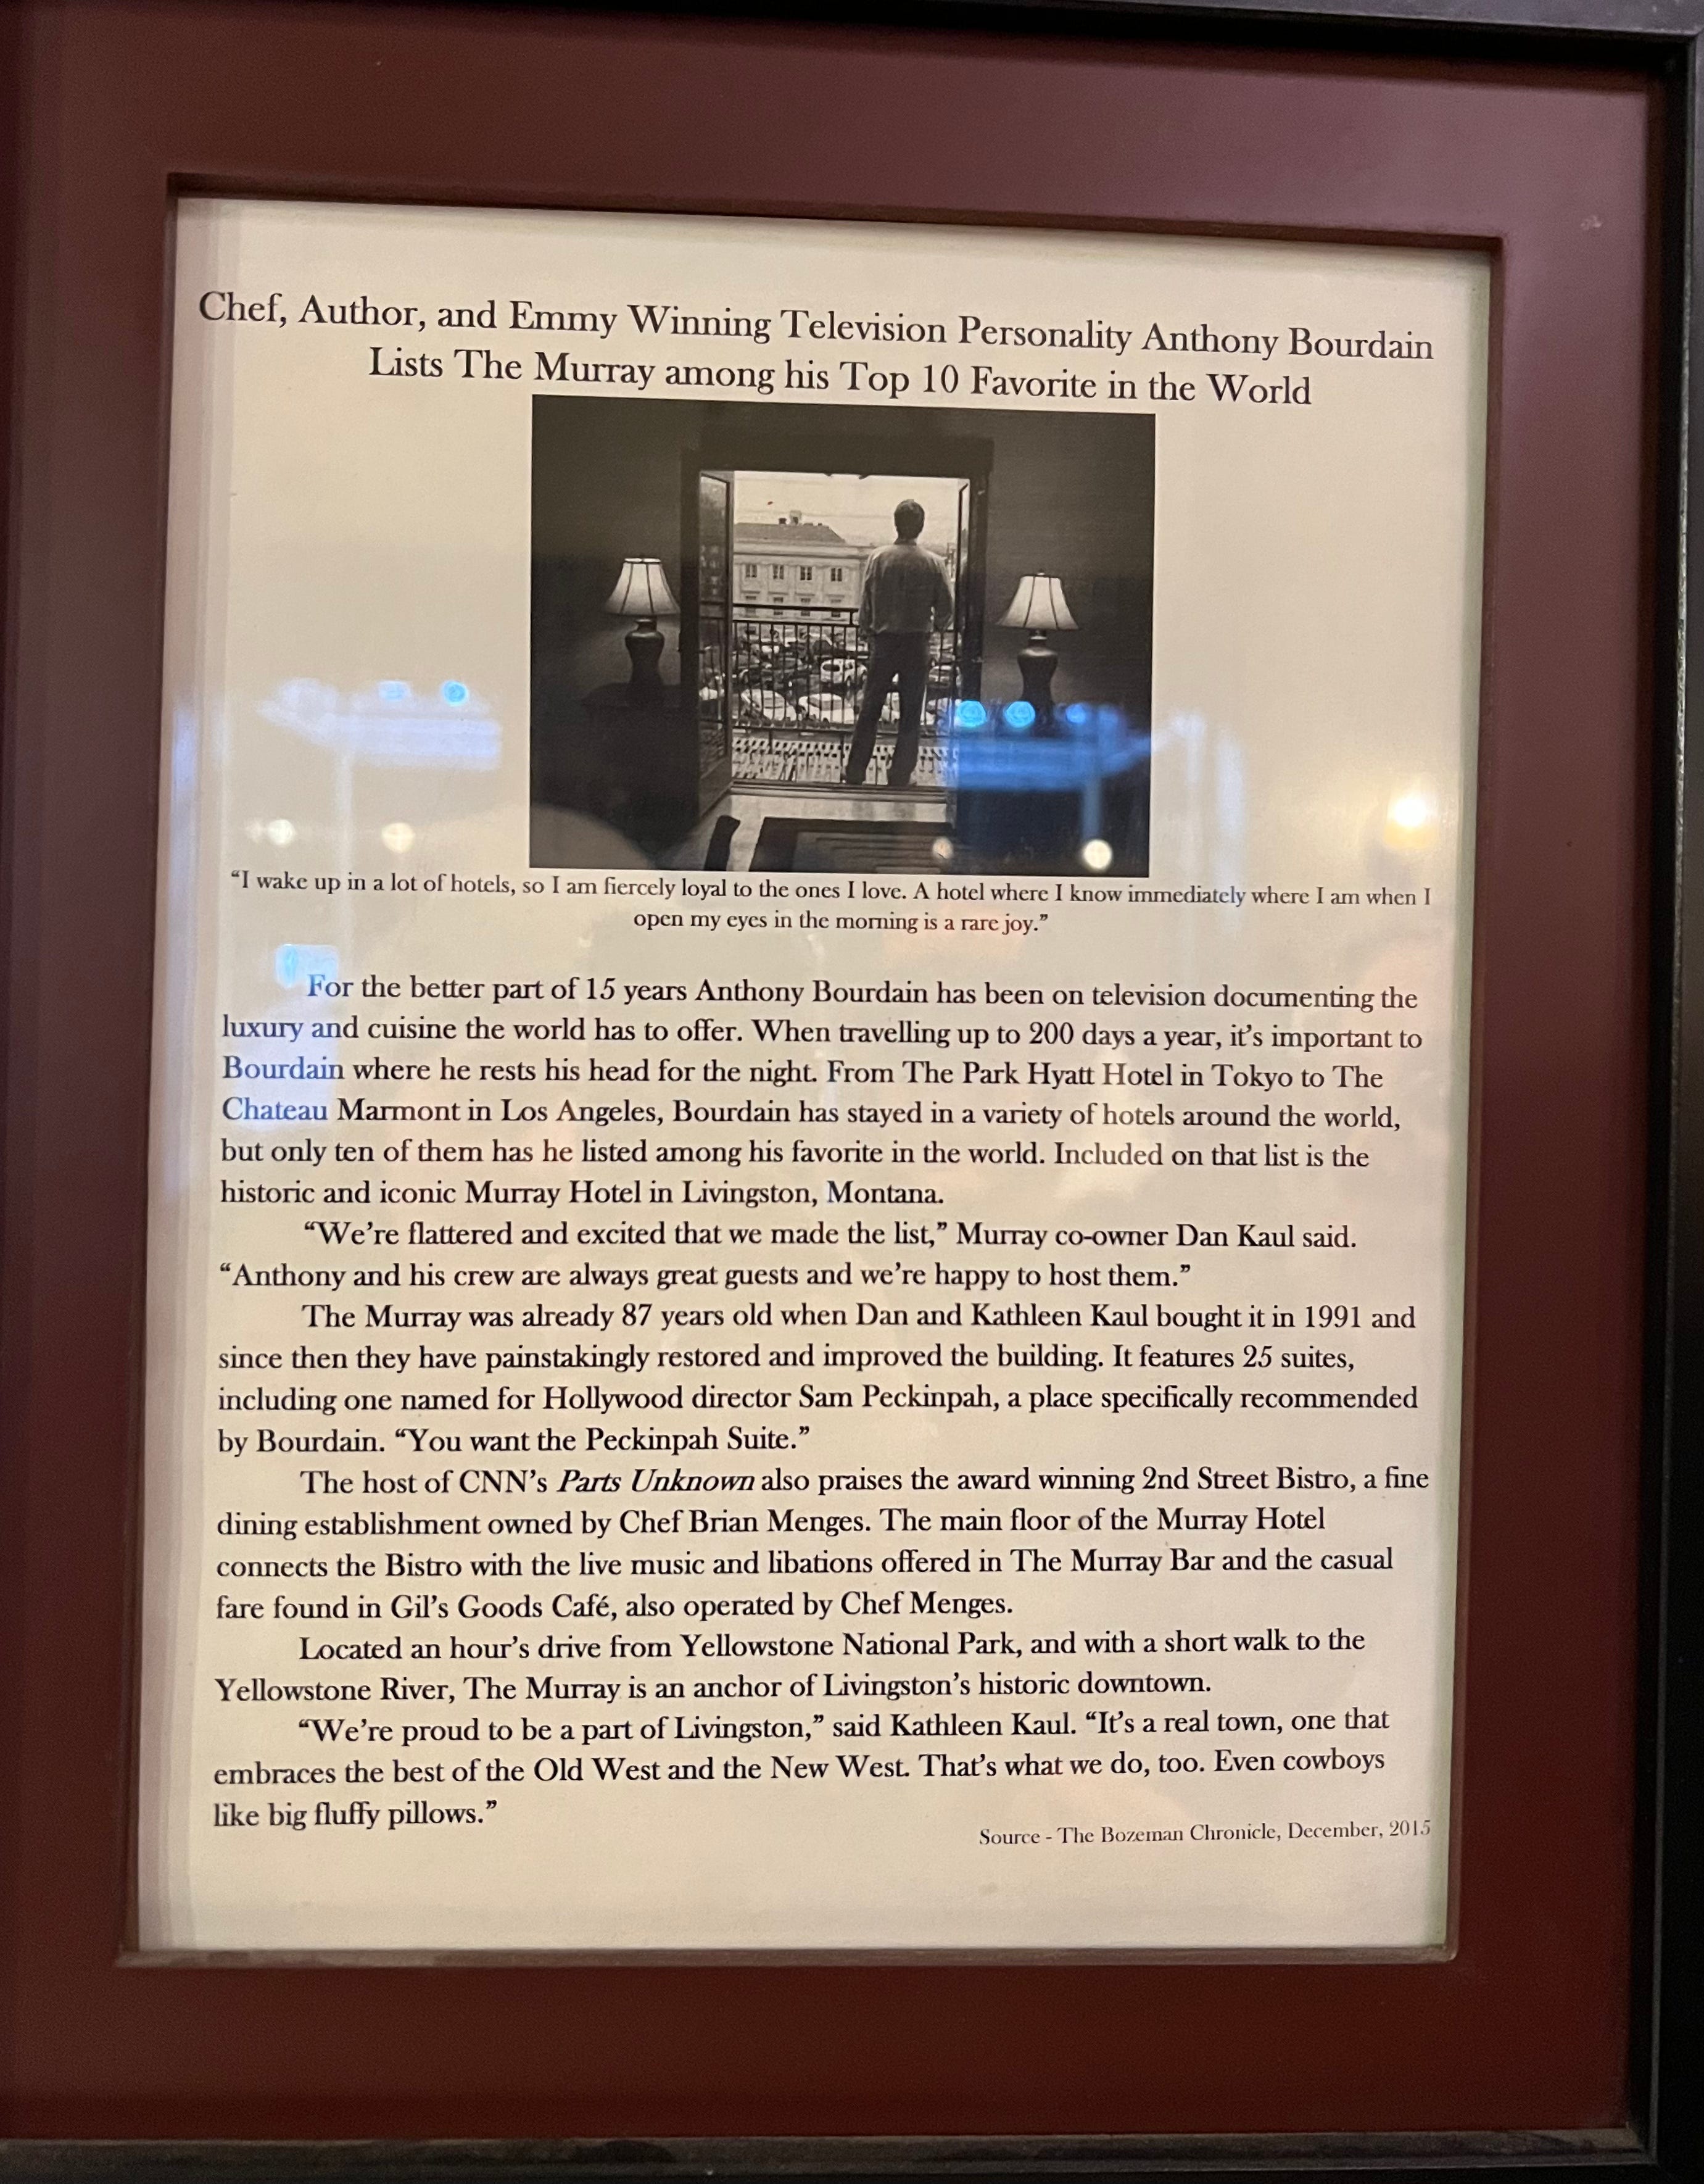 Chef, Author, and Emmy Winning Television Personality Anthony Bourdain
Lists The Murray among his Top 10 Favorite in the World
“I wake up in a lot of hotels, so I am fiercely loyal to the ones I love. A hotel where I know immediately where I am when I
open my eyes in the morning is a rare joy.”
For the better part of 15 years Anthony Bourdain has been on television documenting the
luxury and cuisine the world has to offer. When travelling up to 200 days a year, it’s important to
Bourdain where he rests his head for the night. From The Park Hyatt Hotel in Tokyo to The
Chateau Marmont in Los Angeles, Bourdain has stayed in a variety of hotels around the world,
but only ten of them has he listed among his favorite in the world. Included on that list is the
historic and iconic Murray Hotel in Livingston, Montana.
“We’re flattered and excited that we made the list,” Murray co-owner Dan Kaul said.
“Anthony and his crew are always great guests and we’re happy to host them.”
The Murray was already 87 years old when Dan and Kathleen Kaul bought it in 1991 and
since then they have painstakingly restored and improved the building. It features 25 suites,
including one named for Hollywood director Sam Peckinpah, a place specifically recommended
by Bourdain. “You want the Peckinpah Suite.”
The host of CNN’s Parts Unknown also praises the award winning 2nd Street Bistro, a fine
dining establishment owned by Chef Brian Menges. The main floor of the Murray Hotel
connects the Bistro with the live music and libations offered in The Murray Bar and the casual
fare found in Gil’s Goods Café, also operated by Chef Menges.
Located an hour’s drive from Yellowstone National Park, and with a short walk to the
Yellowstone River, The Murray is an anchor of Livingston’s historic downtown.
“We’re proud to be a part of Livingston,” said Kathleen Kaul. “It’s a real town, one that
embraces the best of the Old West and the New West. That’s what we do, too. Even cowboys
like big fluffy pillows.”
Source - The Bozeman Chronicle, December, 2015